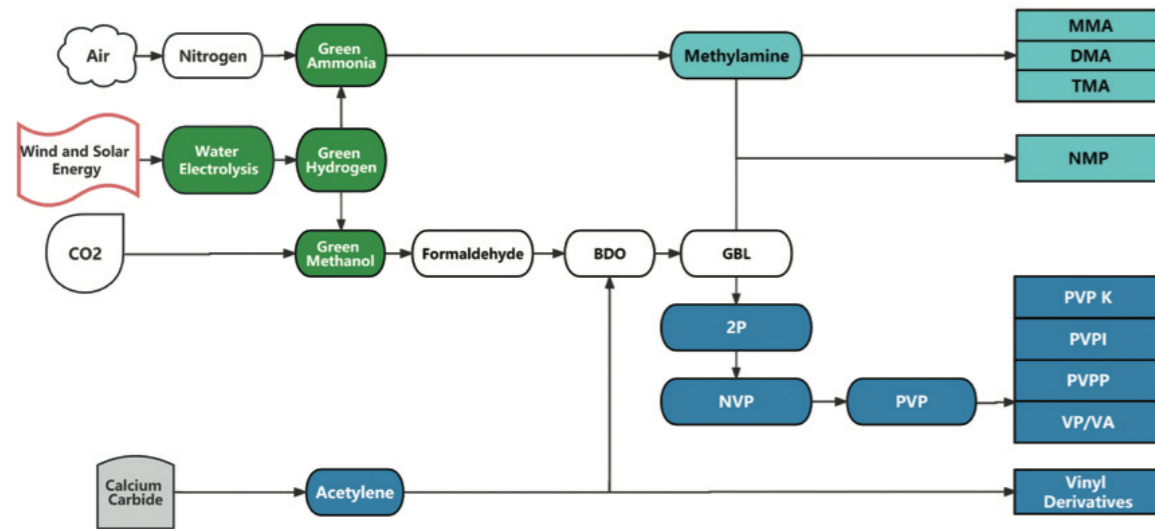 Air
Nitrogen
Green
Ammonia
Methylamine
MMA
DMA
TMA
Wind and Solar
Energy
Water
Electrolysis
Green
Hydrogen
NMP
CO2
Green
Methanol
Formaldehyde
BDO
GBL
2P
NVP
PVP
PVP K
PVPI
PVPP
VP/VA
Calcium
Carbide
Acetylene
Vinyl
Derivatives